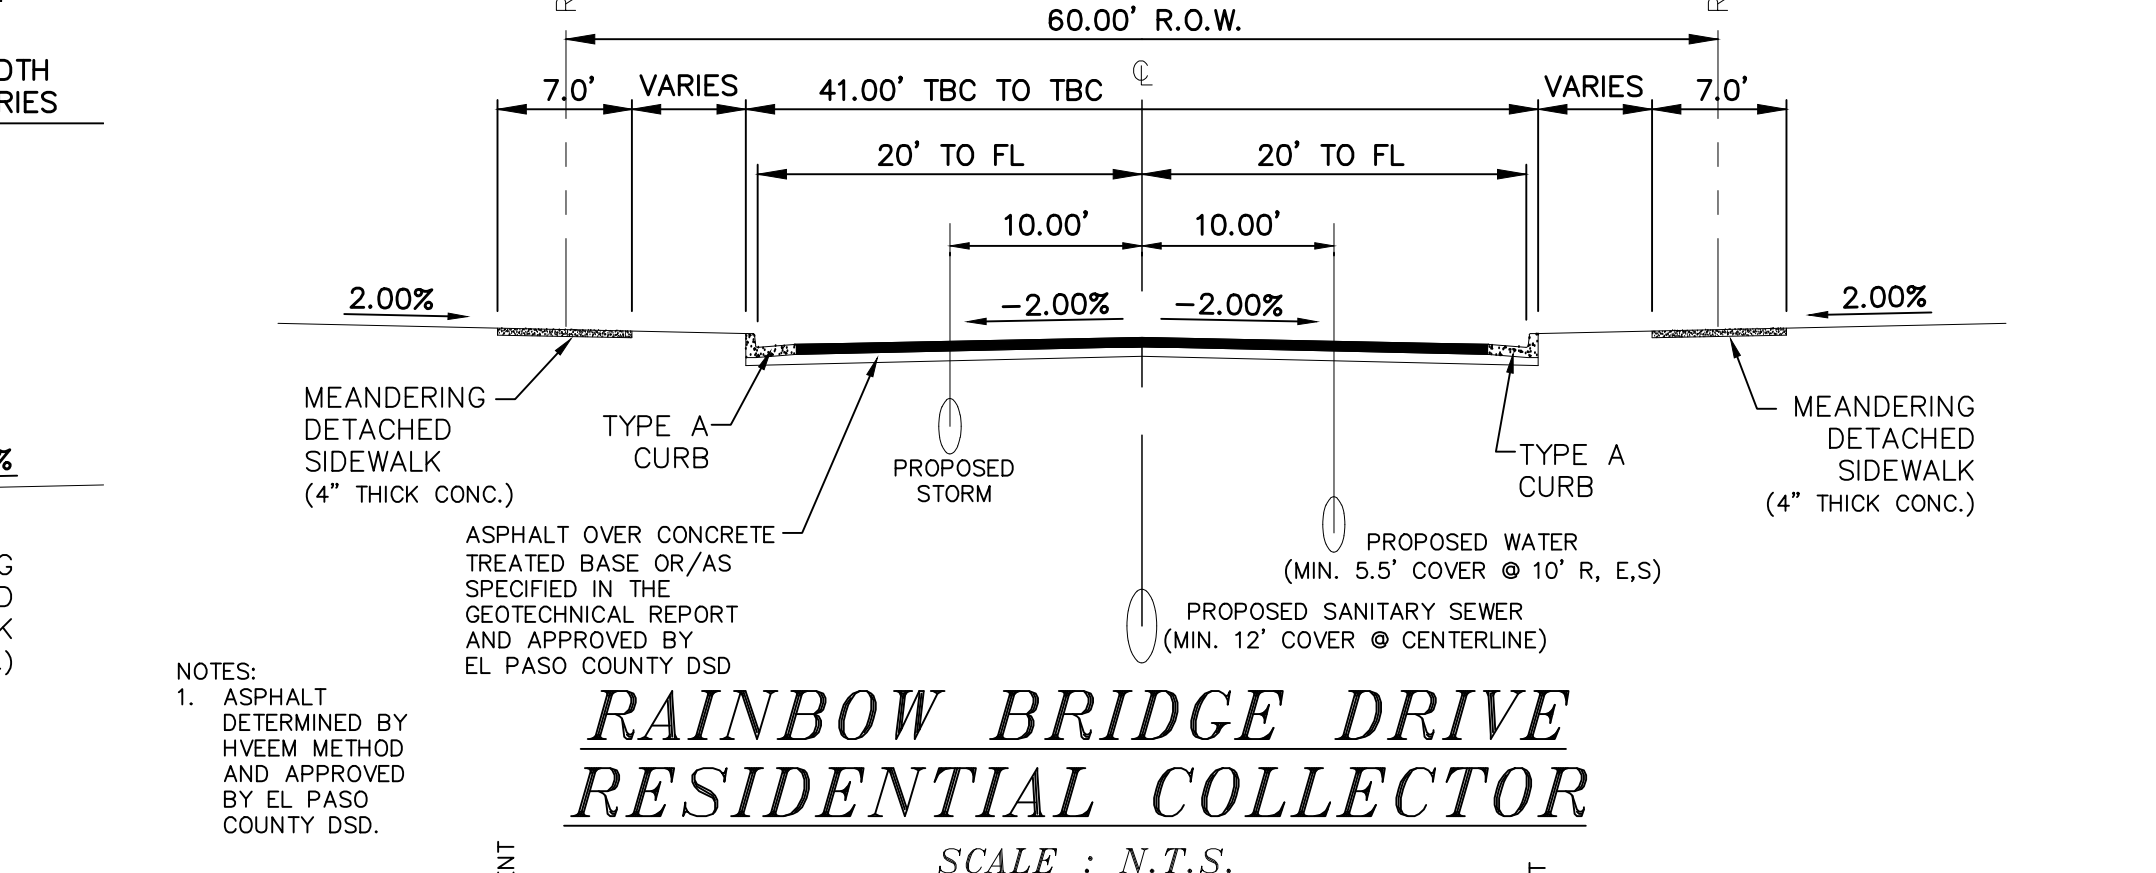 60.00' R.O.W.
DTH
RIES
7.0'
VARIES
41.00' TBC TO TBC
℄
VARIES
7.0'
20' TO FL
20' TO FL
10.00'
10.00'
2.00%
-2.00%
-2.00%
2.00%
MEANDERING
DETACHED
SIDEWALK
(4" THICK CONC.)
TYPE A
CURB
PROPOSED
STORM
TYPE A
CURB
MEANDERING
DETACHED
SIDEWALK
(4" THICK CONC.)
%
ASPHALT OVER CONCRETE
TREATED BASE OR/AS
SPECIFIED IN THE
GEOTECHNICAL REPORT
AND APPROVED BY
EL PASO COUNTY DSD
PROPOSED WATER
(MIN. 5.5' COVER @ 10' R, E,S)
PROPOSED SANITARY SEWER
(MIN. 12' COVER @ CENTERLINE)
G
D
K
.)
NOTES:
1. ASPHALT
DETERMINED BY
HVEEM METHOD
AND APPROVED
BY EL PASO
COUNTY DSD.
RAINBOW BRIDGE DRIVE
RESIDENTIAL COLLECTOR
SCALE : N.T.S.
ENT
T